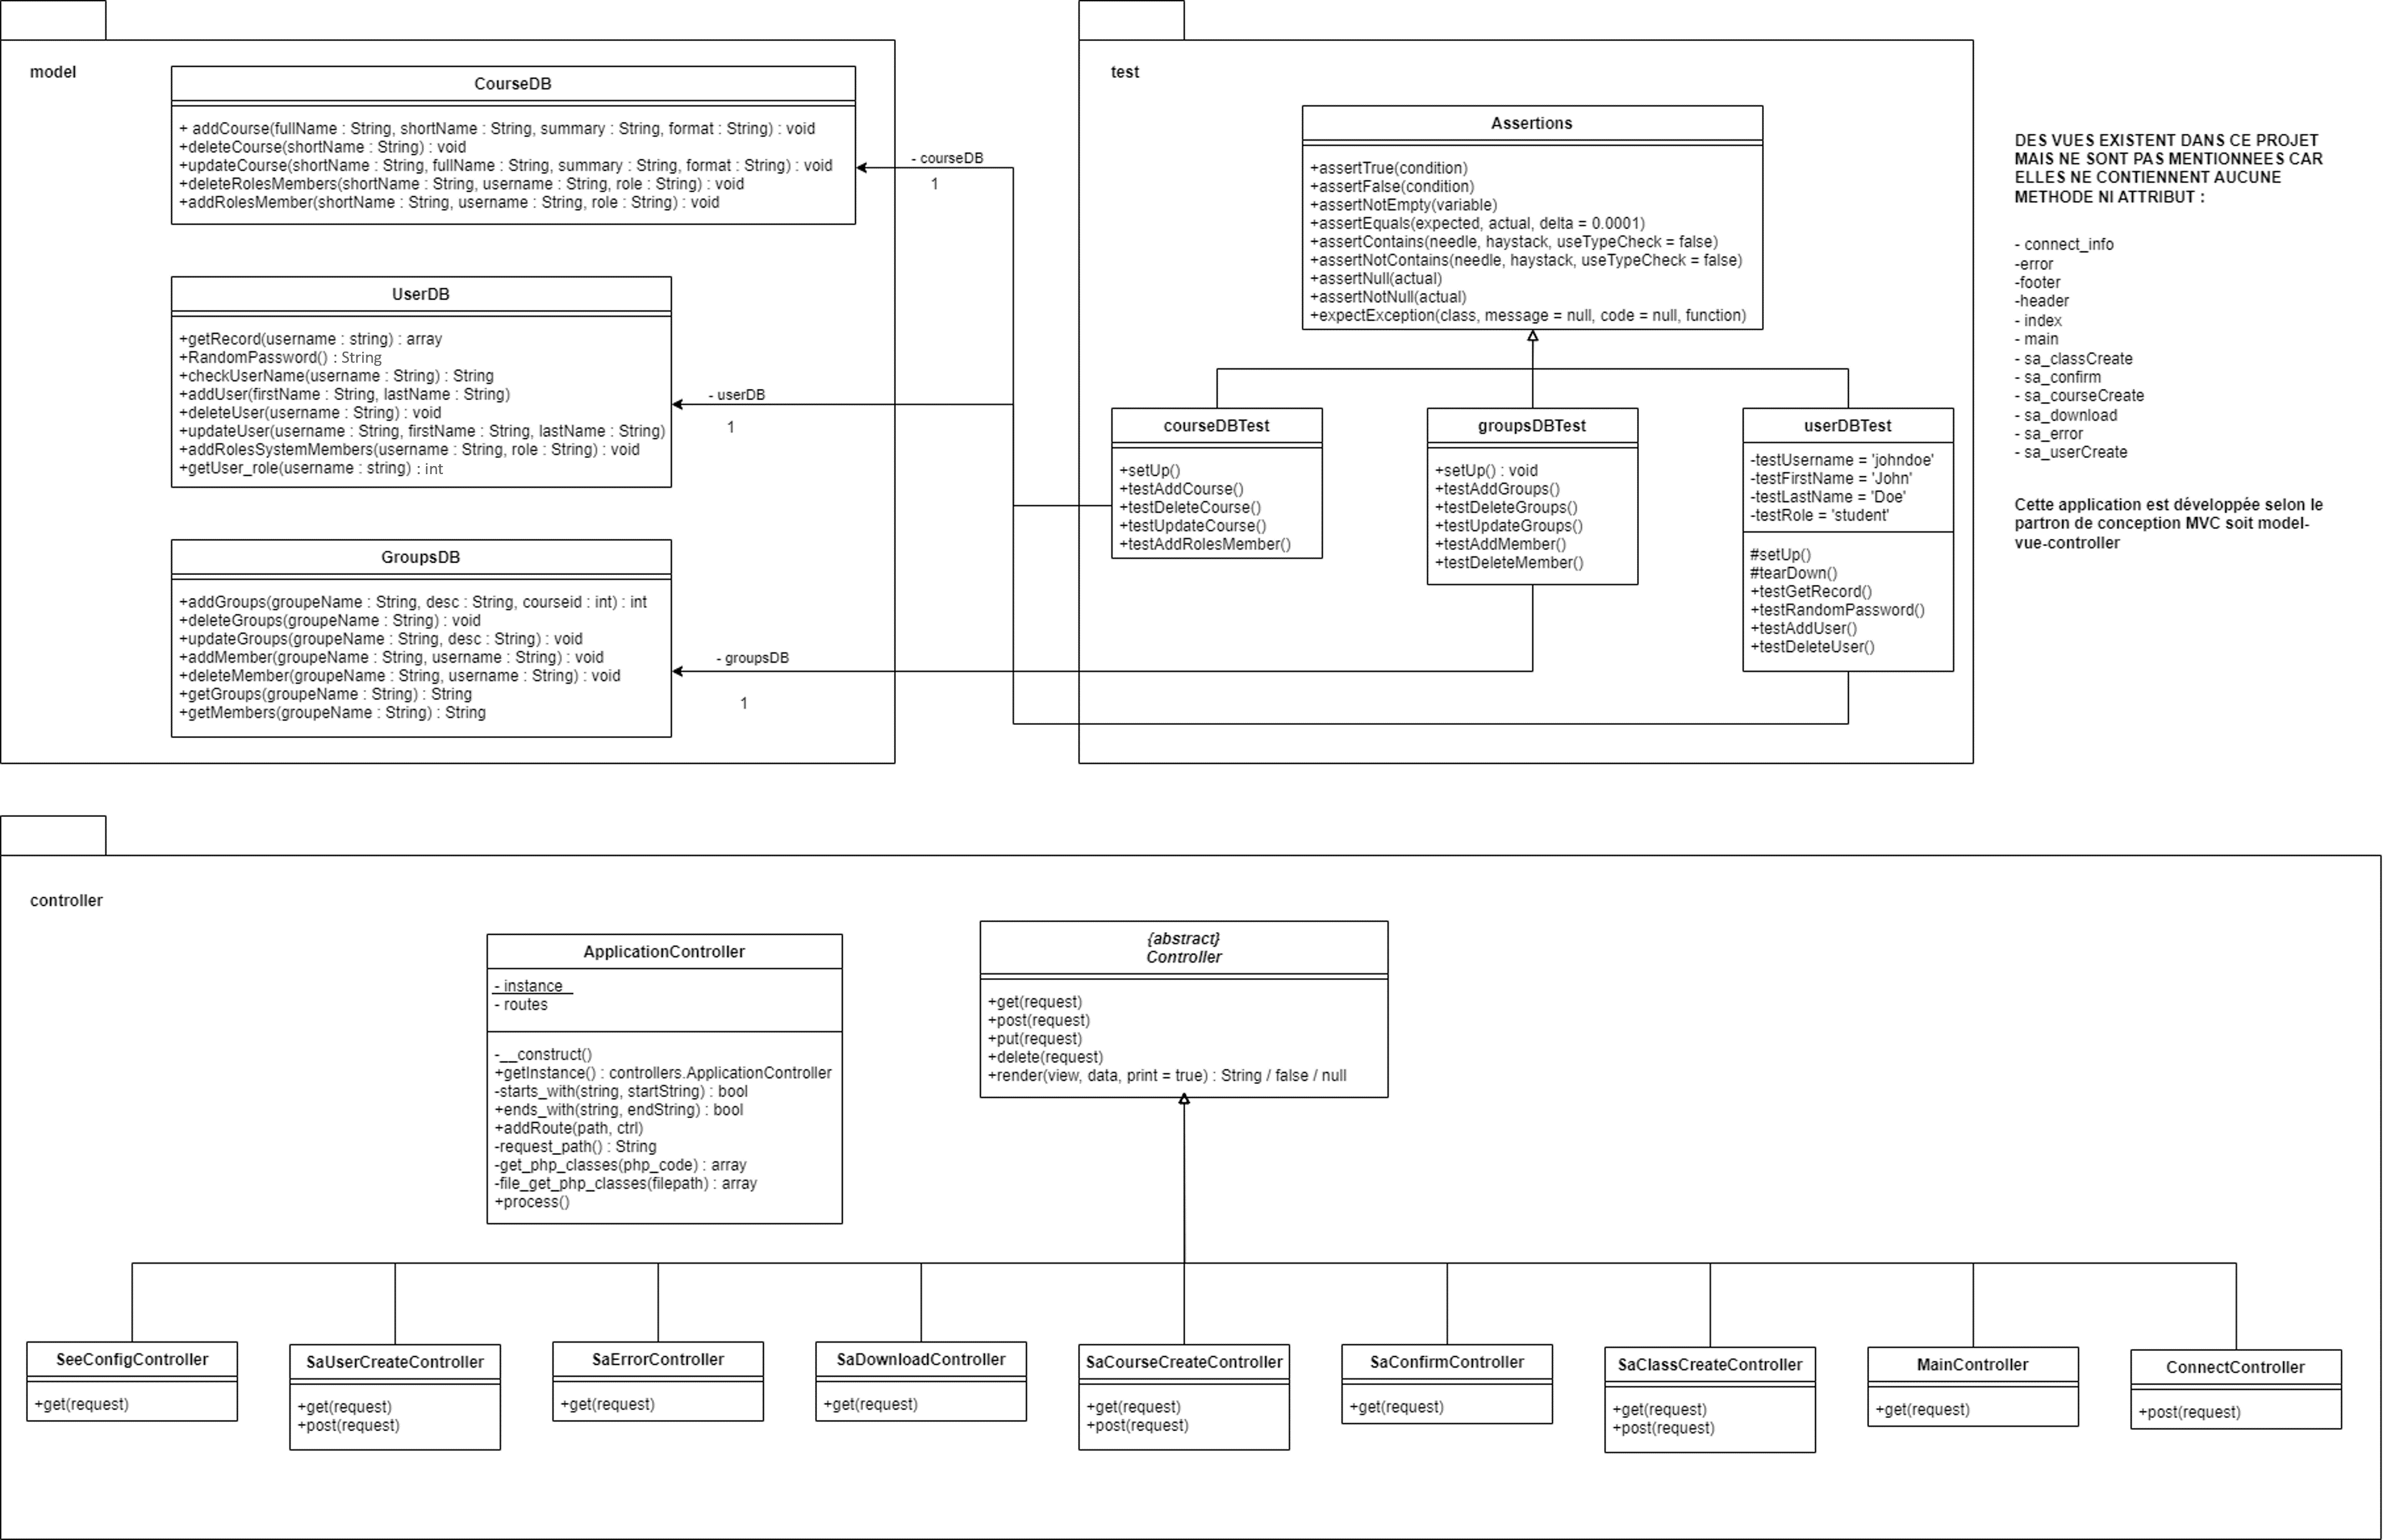 model
CourseDB
+ addCourse(fullName : String, shortName : String, summary : String, format : String) : void
+deleteCourse(shortName : String) : void
+updateCourse(shortName : String, fullName : String, summary : String, format : String) : void
+deleteRolesMembers(shortName : String, username : String, role : String) : void
+addRolesMember(shortName : String, username : String, role : String) : void
UserDB
+getRecord(username : string) : array
+RandomPassword() : String
+checkUserName(username : String) : String
+addUser(firstName : String, lastName : String)
+deleteUser(username : String) : void
+updateUser(username : String, firstName : String, lastName : String)
+addRolesSystemMembers(username : String, role : String) : void
+getUser_role(username : string) : int
GroupsDB
+addGroups(groupeName : String, desc : String, courseid : int) : int
+deleteGroups(groupeName : String) : void
+updateGroups(groupeName : String, desc : String) : void
+addMember(groupeName : String, username : String) : void
+deleteMember(groupeName : String, username : String) : void
+getGroups(groupeName : String) : String
+getMembers(groupeName : String) : String
- courseDB
1
- userDB
1
- groupsDB
1
test
Assertions
+assertTrue(condition)
+assertFalse(condition)
+assertNotEmpty(variable)
+assertEquals(expected, actual, delta = 0.0001)
+assertContains(needle, haystack, useTypeCheck = false)
+assertNotContains(needle, haystack, useTypeCheck = false)
+assertNull(actual)
+assertNotNull(actual)
+expectException(class, message = null, code = null, function)
courseDBTest
+setUp()
+testAddCourse()
+testDeleteCourse()
+testUpdateCourse()
+testAddRolesMember()
groupsDBTest
+setUp() : void
+testAddGroups()
+testDeleteGroups()
+testUpdateGroups()
+testAddMember()
+testDeleteMember()
userDBTest
-testUsername = 'johndoe'
-testFirstName = 'John'
-testLastName = 'Doe'
-testRole = 'student'
#setUp()
#tearDown()
+testGetRecord()
+testRandomPassword()
+testAddUser()
+testDeleteUser()
DES VUES EXISTENT DANS CE PROJET
MAIS NE SONT PAS MENTIONNEES CAR
ELLES NE CONTIENNENT AUCUNE
METHODE NI ATTRIBUT :
- connect_info
-error
-footer
-header
- index
- main
- sa_classCreate
- sa_confirm
- sa_courseCreate
- sa_download
- sa_error
- sa_userCreate
Cette application est développée selon le
partron de conception MVC soit model-
vue-controller
controller
ApplicationController
- instance
- routes
-__construct()
+getInstance() : controllers.ApplicationController
-starts_with(string, startString) : bool
+ends_with(string, endString) : bool
+addRoute(path, ctrl)
-request_path() : String
-get_php_classes(php_code) : array
-file_get_php_classes(filepath) : array
+process()
{abstract}
Controller
+get(request)
+post(request)
+put(request)
+delete(request)
+render(view, data, print = true) : String / false / null
SeeConfigController
+get(request)
SaUserCreateController
+get(request)
+post(request)
SaErrorController
+get(request)
SaDownloadController
+get(request)
SaCourseCreateController
+get(request)
+post(request)
SaConfirmController
+get(request)
SaClassCreateController
+get(request)
+post(request)
MainController
+get(request)
ConnectController
+post(request)